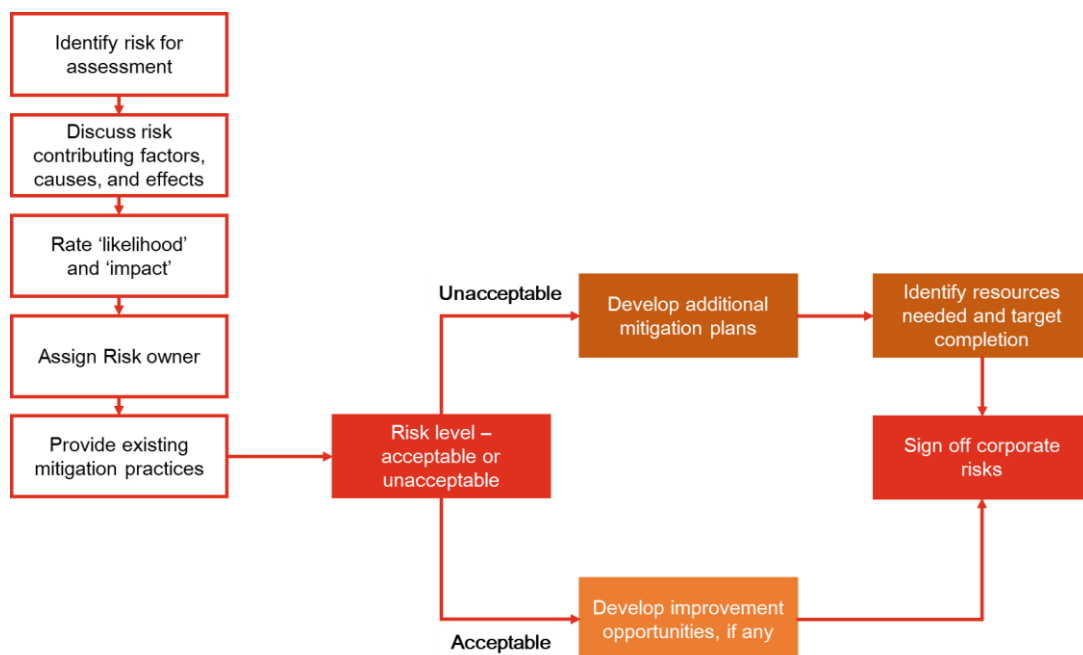 Identify risk for
assessment
Discuss risk
contributing factors,
causes, and effects
Rate ‘likelihood’
and ‘impact’
Assign Risk owner
Provide existing
mitigation practices
Risk level –
acceptable or
unacceptable
Unacceptable
Develop additional
mitigation plans
Identify resources
needed and target
completion
Sign off corporate
risks
Acceptable
Develop improvement
opportunities, if any